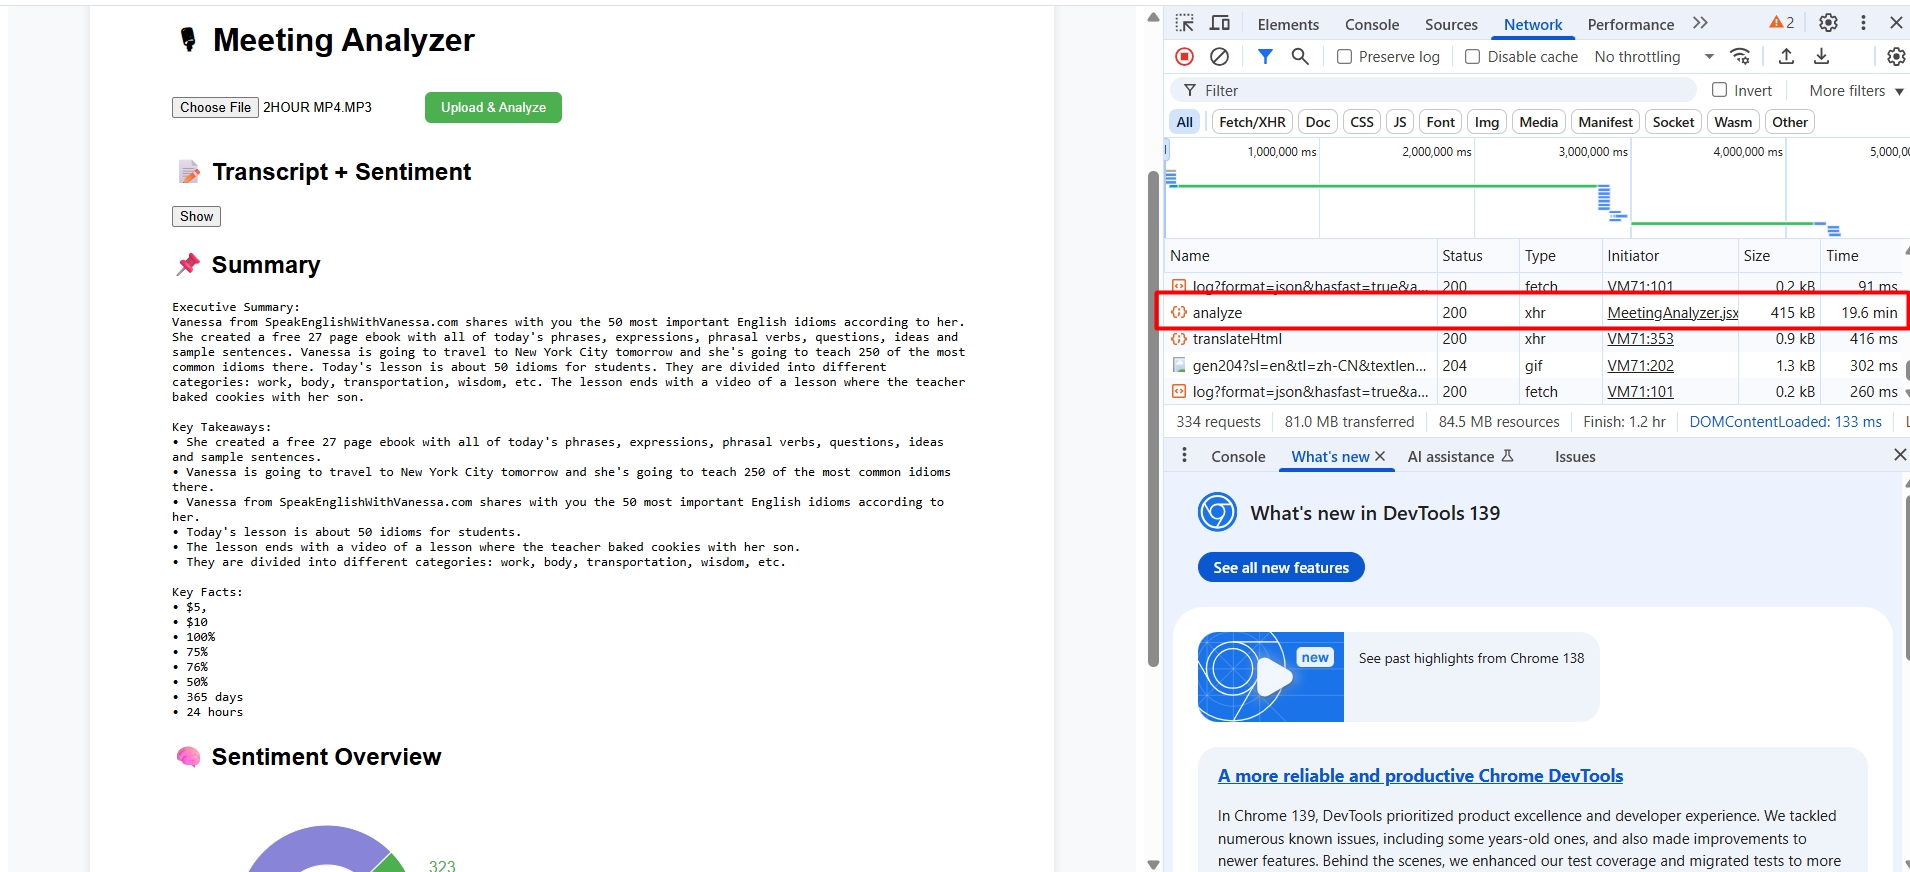 Meeting Analyzer
Choose File 2HOUR MP4.MP3 Upload & Analyze
Transcript + Sentiment
Show
Summary
Executive Summary:
Vanessa from SpeakEnglishWithVanessa.com shares with you the 50 most important English idioms according to her.
She created a free 27 page ebook with all of today's phrases, expressions, phrasal verbs, questions, ideas and
sample sentences. Vanessa is going to travel to New York City tomorrow and she's going to teach 250 of the most
common idioms there. Today's lesson is about 50 idioms for students. They are divided into different
categories: work, body, transportation, wisdom, etc. The lesson ends with a video of a lesson where the teacher
baked cookies with her son.
Key Takeaways:
• She created a free 27 page ebook with all of today's phrases, expressions, phrasal verbs, questions, ideas
and sample sentences.
• Vanessa is going to travel to New York City tomorrow and she's going to teach 250 of the most common idioms
there.
• Vanessa from SpeakEnglishWithVanessa.com shares with you the 50 most important English idioms according to
her.
• Today's lesson is about 50 idioms for students.
• The lesson ends with a video of a lesson where the teacher baked cookies with her son.
• They are divided into different categories: work, body, transportation, wisdom, etc.
Key Facts:
• $5,
• $10
• 100%
• 75%
• 76%
• 50%
• 365 days
• 24 hours
Sentiment Overview
323
Elements Console Sources Network Performance 2
Preserve log Disable cache No throttling
Filter Invert More filters
All Fetch/XHR Doc CSS JS Font Img Media Manifest Socket Wasm Other
1,000,000 ms 2,000,000 ms 3,000,000 ms 4,000,000 ms 5,000,00
Name Status Type Initiator Size Time
log?format=json&hasfast=true&a... 200 fetch VM71:101 0.2 kB 91 ms
analyze 200 xhr MeetingAnalyzer.jsx 415 kB 19.6 min
translateHtml 200 xhr VM71:353 0.9 kB 416 ms
gen204?sl=en&tl=zh-CN&textlen... 204 gif VM71:202 1.3 kB 302 ms
log?format=json&hasfast=true&a... 200 fetch VM71:101 0.2 kB 260 ms
334 requests 81.0 MB transferred 84.5 MB resources Finish: 1.2 hr DOMContentLoaded: 133 ms L
Console What's new AI assistance Issues
What's new in DevTools 139
See all new features
new
See past highlights from Chrome 138
A more reliable and productive Chrome DevTools
In Chrome 139, DevTools prioritized product excellence and developer experience. We tackled
numerous known issues, including some years-old ones, and also made improvements to
newer features. Behind the scenes, we enhanced our test coverage and migrated tests to more